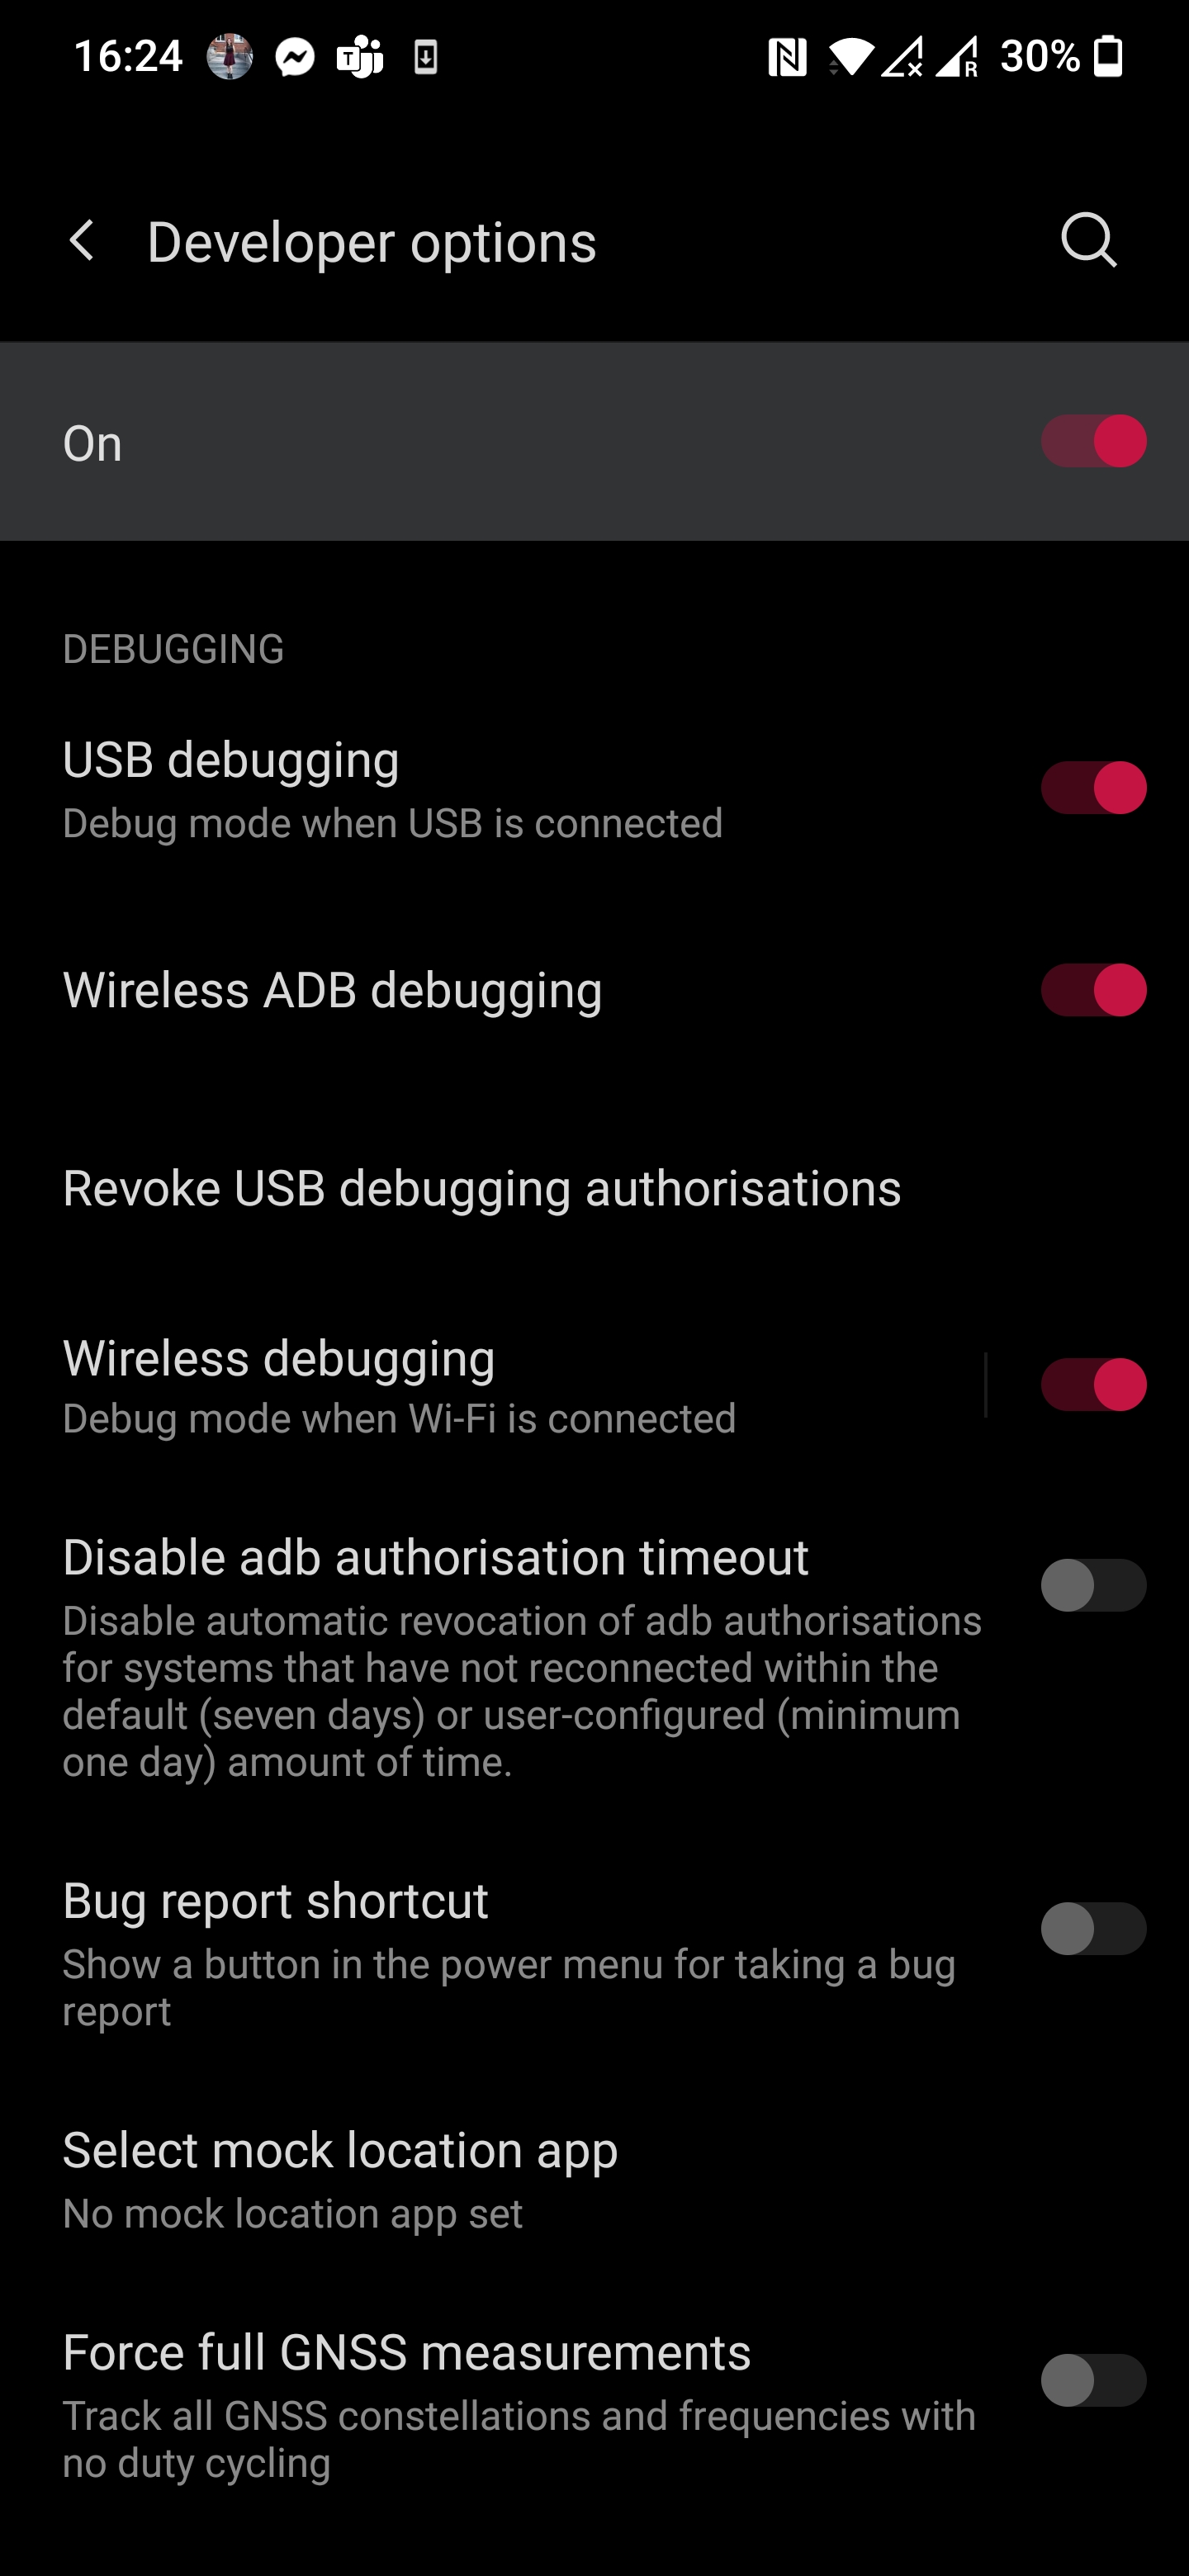 16:24 T R 30%
Developer options
On
DEBUGGING
USB debugging
Debug mode when USB is connected
Wireless ADB debugging
Revoke USB debugging authorisations
Wireless debugging
Debug mode when Wi-Fi is connected
Disable adb authorisation timeout
Disable automatic revocation of adb authorisations
for systems that have not reconnected within the
default (seven days) or user-configured (minimum
one day) amount of time.
Bug report shortcut
Show a button in the power menu for taking a bug
report
Select mock location app
No mock location app set
Force full GNSS measurements
Track all GNSS constellations and frequencies with
no duty cycling